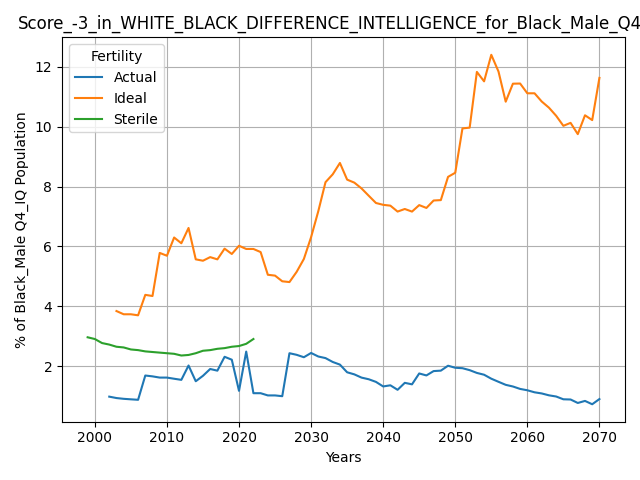 Score_-3_in_WHITE_BLACK_DIFFERENCE_INTELLIGENCE_for_Black_Male_Q4
Fertility
Actual
Ideal
Sterile
% of Black_Male Q4_IQ Population
12
10
8
6
4
2
2000 2010 2020 2030 2040 2050 2060 2070
Years